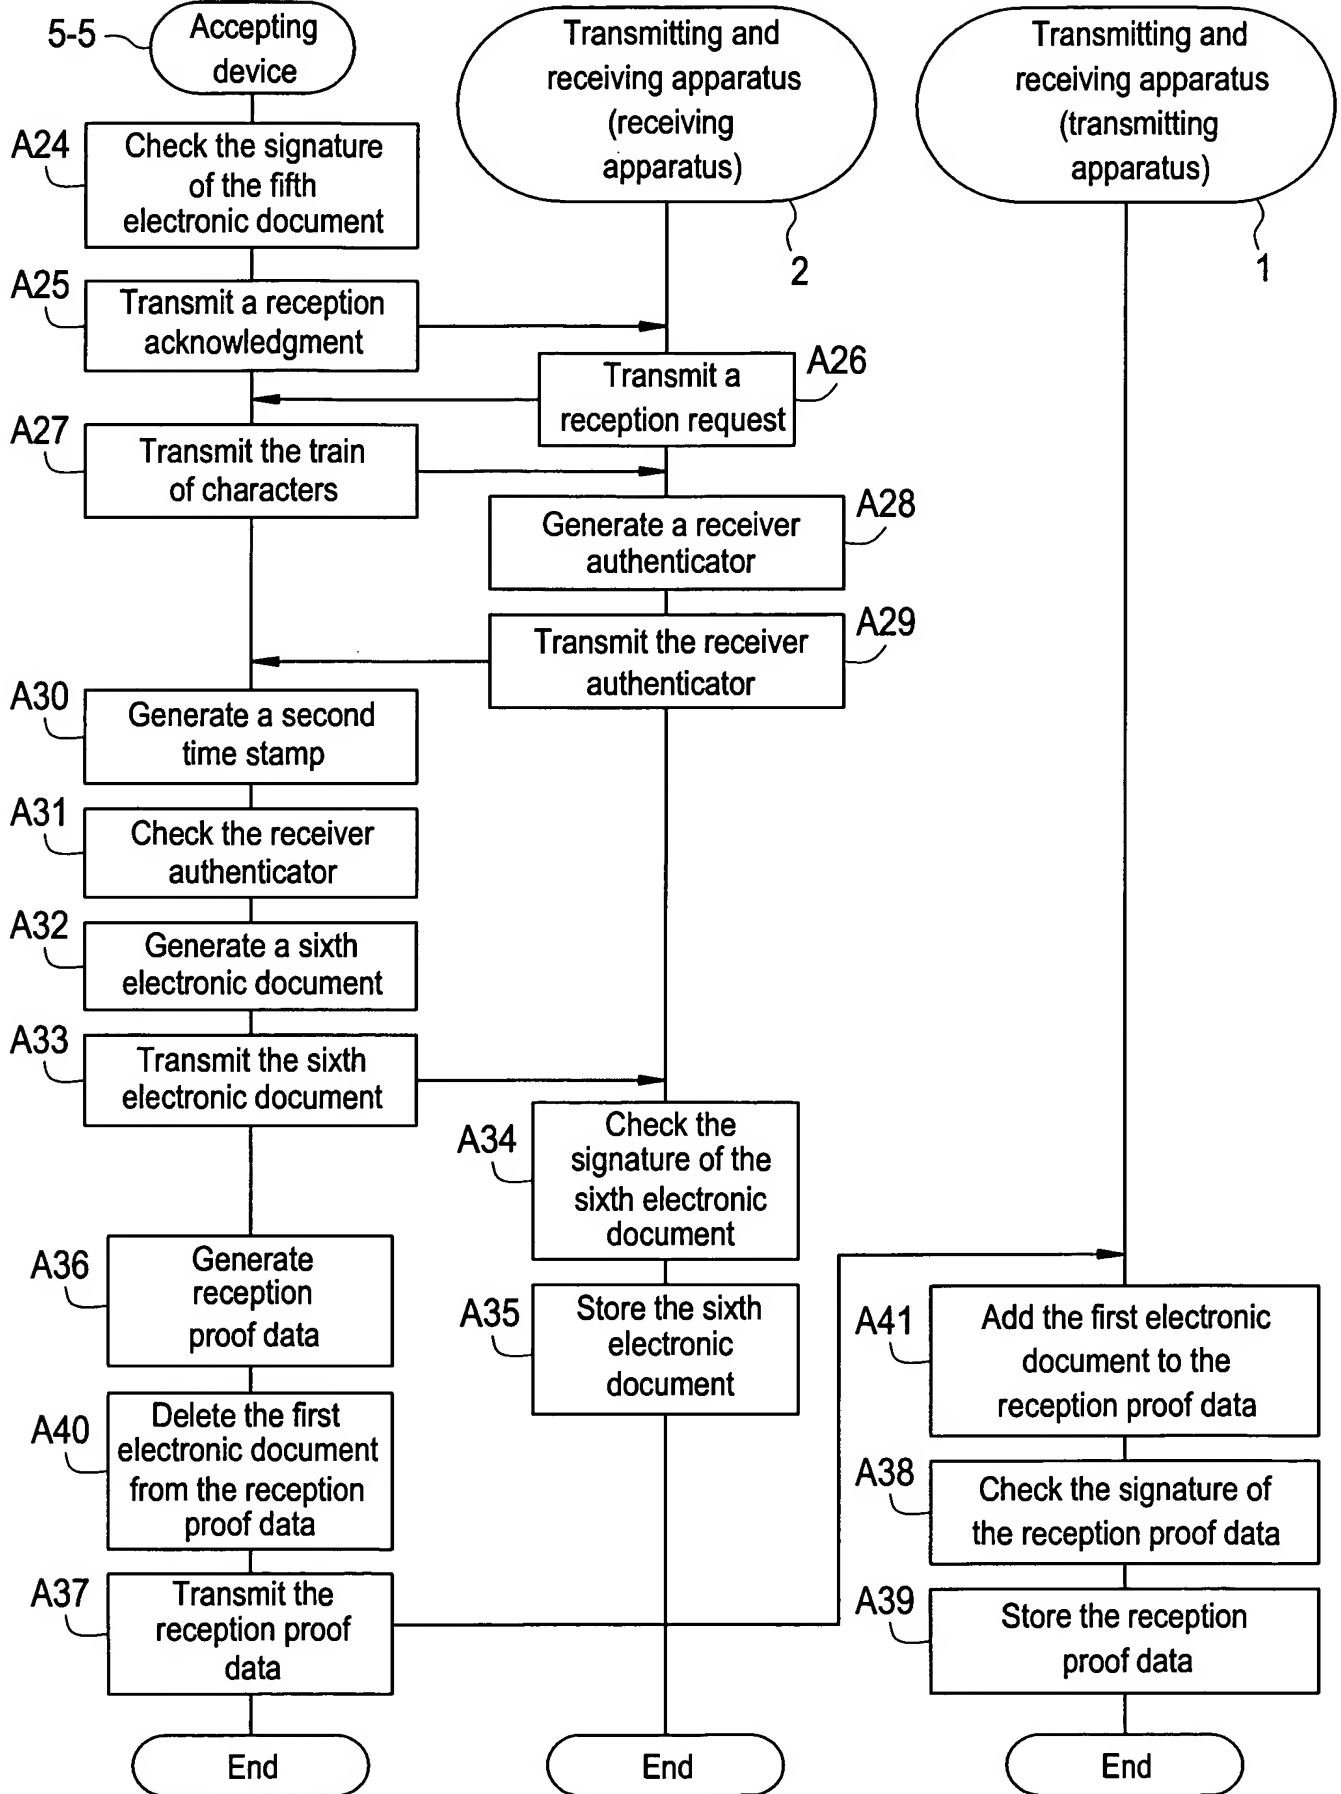 5-5
Accepting
device
Transmitting and
receiving apparatus
(receiving
apparatus)
2
Transmitting and
receiving apparatus
(transmitting
apparatus)
1
A24
Check the signature
of the fifth
electronic document
A25
Transmit a reception
acknowledgment
A26
Transmit a
reception request
A27
Transmit the train
of characters
A28
Generate a receiver
authenticator
A29
Transmit the receiver
authenticator
A30
Generate a second
time stamp
A31
Check the receiver
authenticator
A32
Generate a sixth
electronic document
A33
Transmit the sixth
electronic document
A34
Check the
signature of the
sixth electronic
document
A36
Generate
reception
proof data
A35
Store the sixth
electronic
document
A41
Add the first electronic
document to the
reception proof data
A40
Delete the first
electronic document
from the reception
proof data
A38
Check the signature of
the reception proof data
A37
Transmit the
reception proof
data
A39
Store the reception
proof data
End
End
End